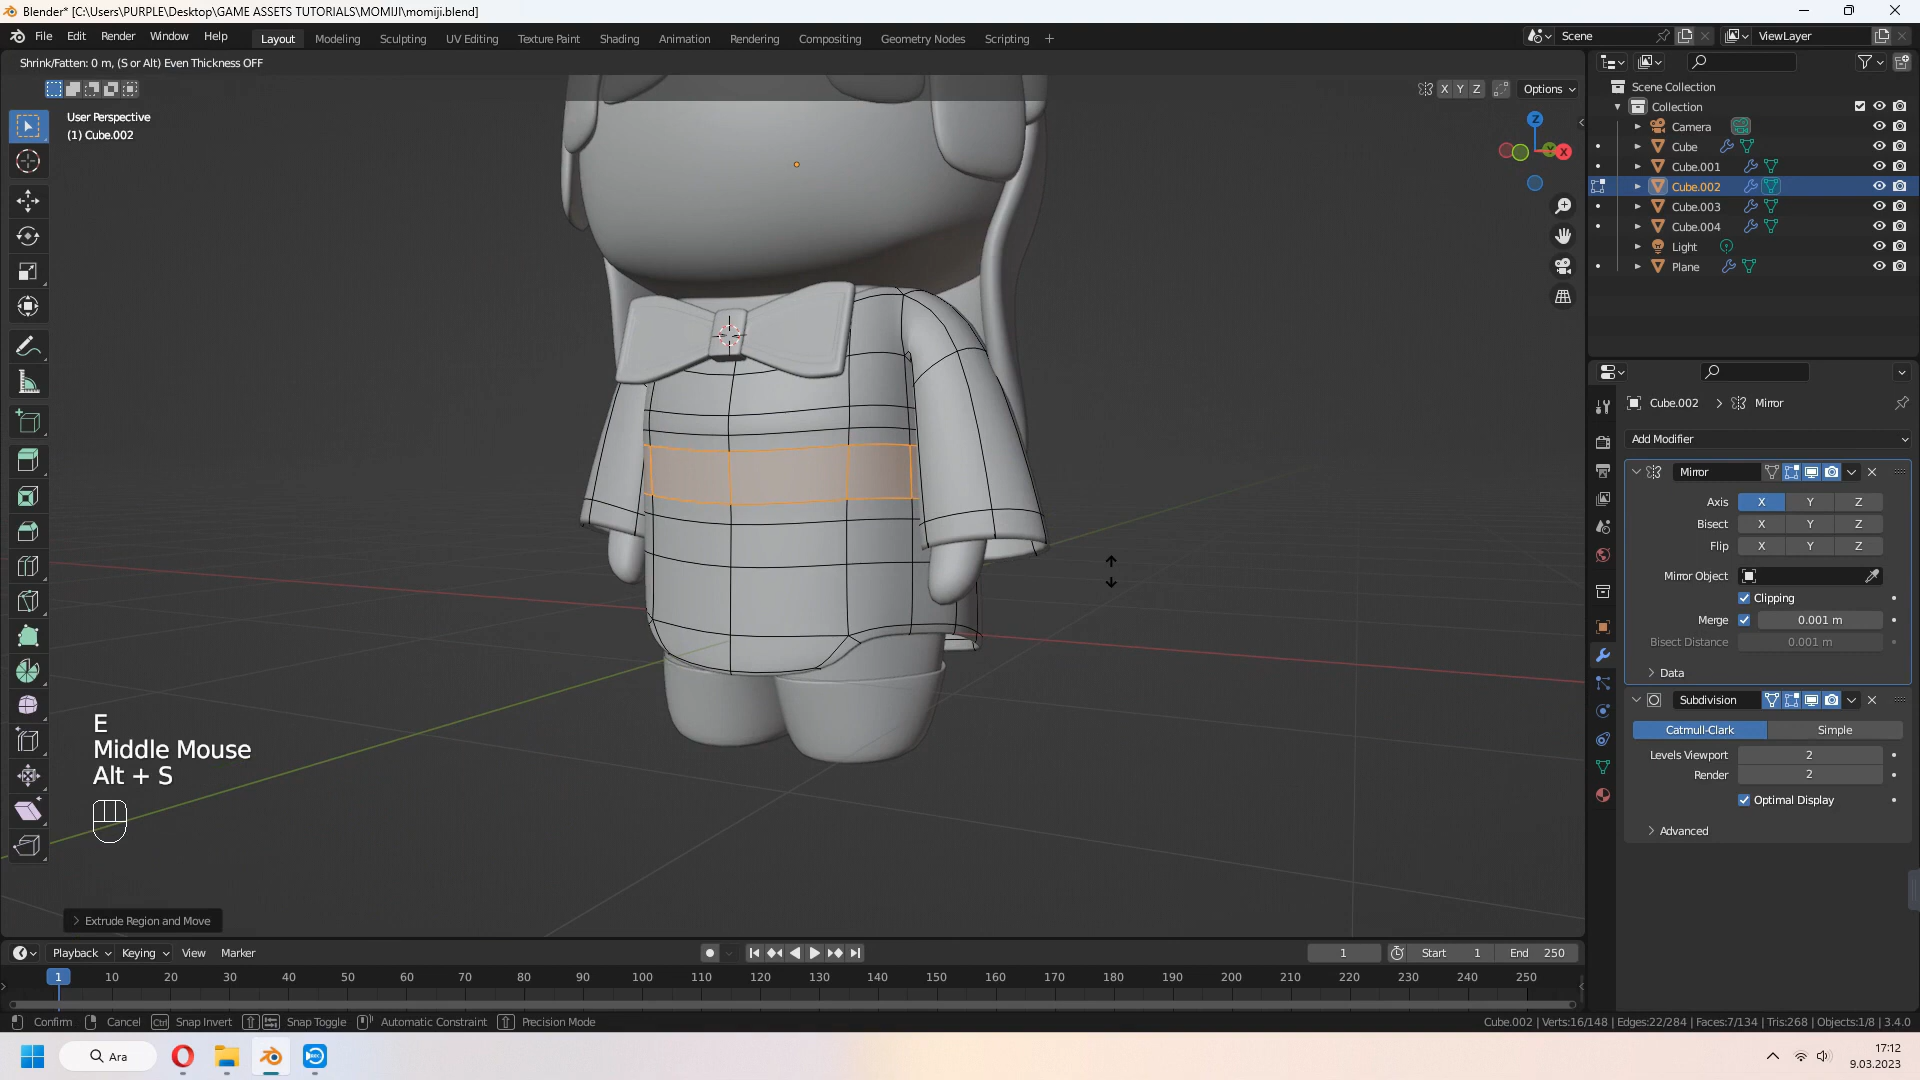 Blender* [C:\Users\PURPLE\Desktop\GAME ASSETS TUTORIALS\MOMIJI\momiji.blend]
File Edit Render Window Help Layout Modeling Sculpting UV Editing Texture Paint Shading Animation Rendering Compositing Geometry Nodes Scripting + Scene ViewLayer
Shrink/Fatten: 0 m, (S or Alt) Even Thickness OFF
X Y Z Options
User Perspective
(1) Cube.002
Z
Y X
E
Middle Mouse
Alt + S
Extrude Region and Move
Scene Collection
Collection
Camera
Cube
Cube.001
Cube.002
Cube.003
Cube.004
Light
Plane
Cube.002 Mirror
Add Modifier
Mirror
Axis X Y Z
Bisect X Y Z
Flip X Y Z
Mirror Object
Clipping
Merge 0.001 m
Bisect Distance 0.001 m
Data
Subdivision
Catmull-Clark Simple
Levels Viewport 2
Render 2
Optimal Display
Advanced
Playback Keying View Marker 1 Start 1 End 250
1 10 20 30 40 50 60 70 80 90 100 110 120 130 140 150 160 170 180 190 200 210 220 230 240 250
Confirm Cancel Ctrl Snap Invert Snap Toggle Automatic Constraint Precision Mode Cube.002 | Verts:16/148 | Edges:22/284 | Faces:7/134 | Tris:268 | Objects:1/8 | 3.4.0
Ara
REC
17:12
9.03.2023